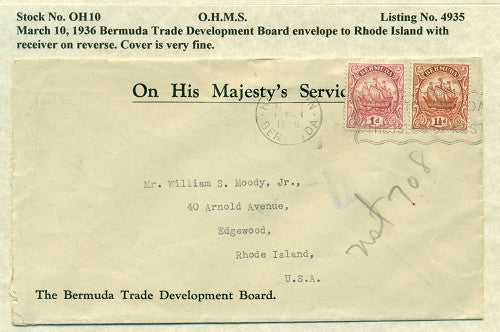 Stock No. OH10 O.H.M.S. Listing No. 4935
March 10, 1936 Bermuda Trade Development Board envelope to Rhode Island with
receiver on reverse. Cover is very fine.
On His Majesty's Servic
BERMUDA BERMUDA
1d 1½d
Mr. William S. Moody, Jr.,
40 Arnold Avenue,
Edgewood,
Rhode Island,
U.S.A.
708
The Bermuda Trade Development Board.